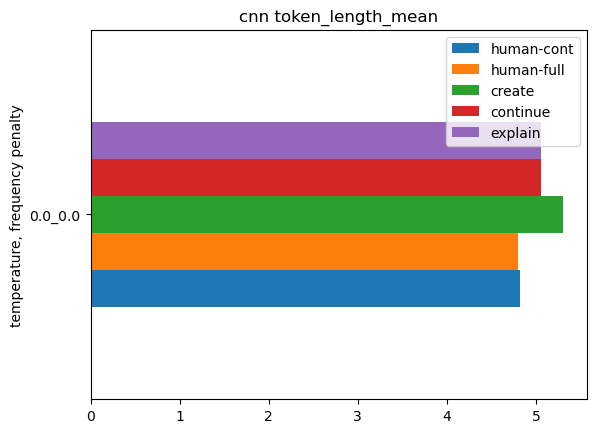 cnn token_length_mean
human-cont
human-full
create
continue
explain
temperature, frequency penalty
0.0_0.0
0 1 2 3 4 5